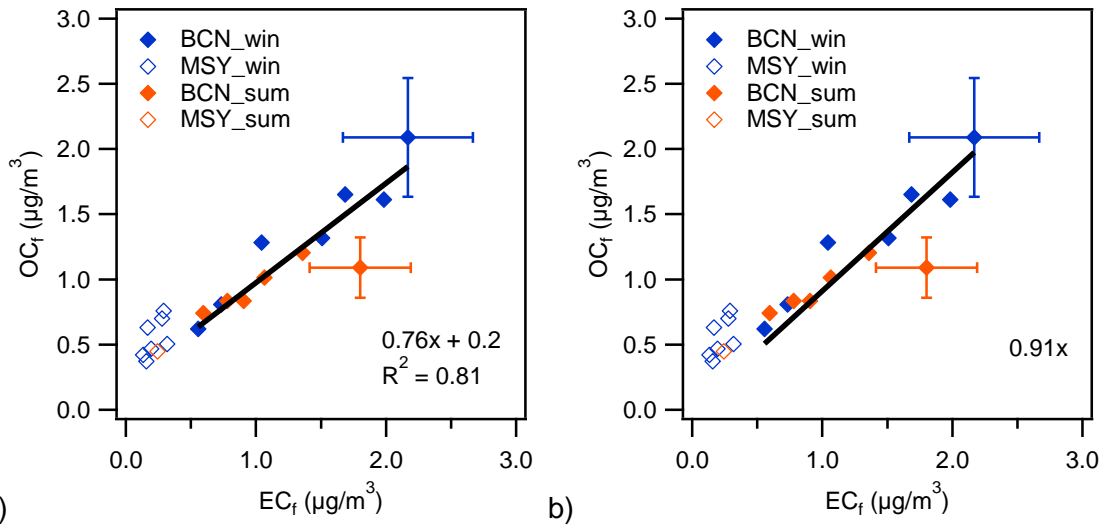 3.0
2.5
2.0
1.5
1.0
0.5
0.0
OCf (µg/m³)
BCN_win
MSY_win
BCN_sum
MSY_sum
0.76x + 0.2
R² = 0.81
0.0 1.0 2.0 3.0
ECf (µg/m³)
)
3.0
2.5
2.0
1.5
1.0
0.5
0.0
OCf (µg/m³)
BCN_win
MSY_win
BCN_sum
MSY_sum
0.91x
0.0 1.0 2.0 3.0
ECf (µg/m³)
b)